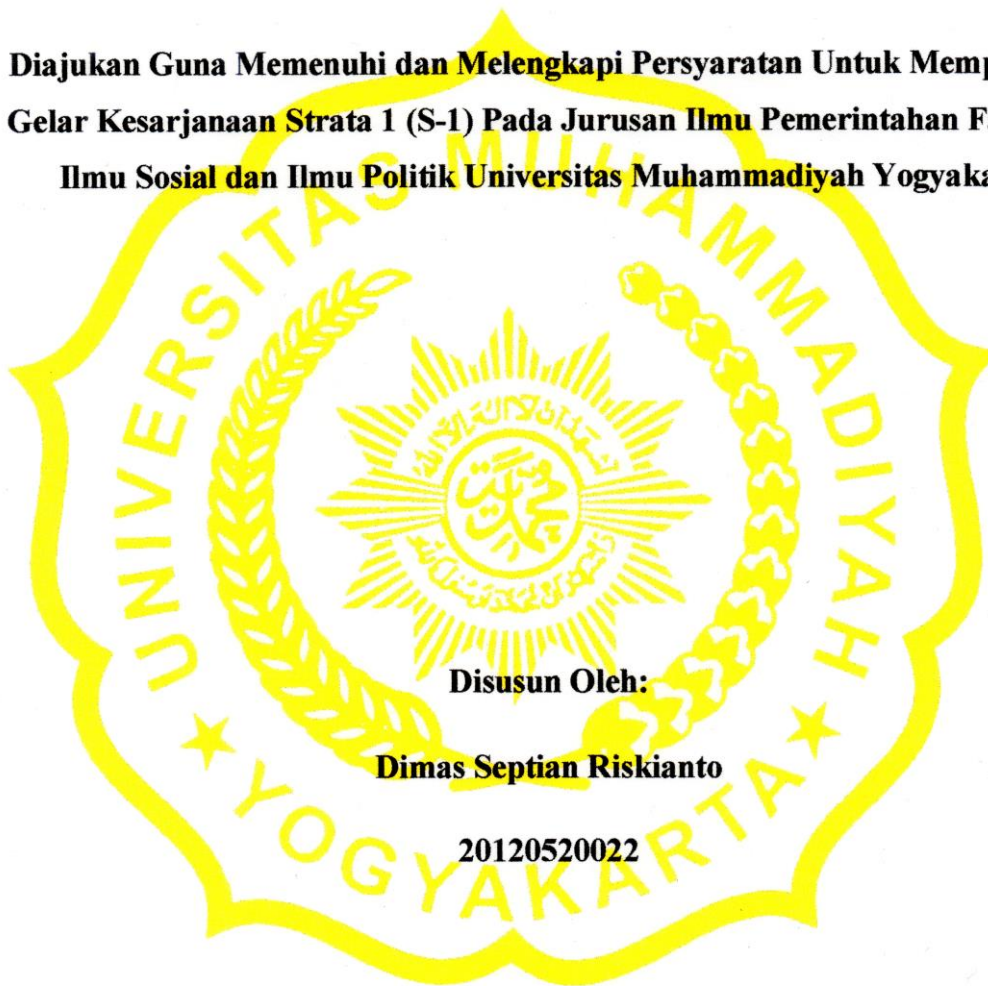 Diajukan Guna Memenuhi dan Melengkapi Persyaratan Untuk Memp
Gelar Kesarjanaan Strata 1 (S-1) Pada Jurusan Ilmu Pemerintahan F
Ilmu Sosial dan Ilmu Politik Universitas Muhammadiyah Yogyaka
UNIVERSITAS MUHAMMADIYAH
Disusun Oleh:
Dimas Septian Riskianto
20120520022
★ YOGYAKARTA ★